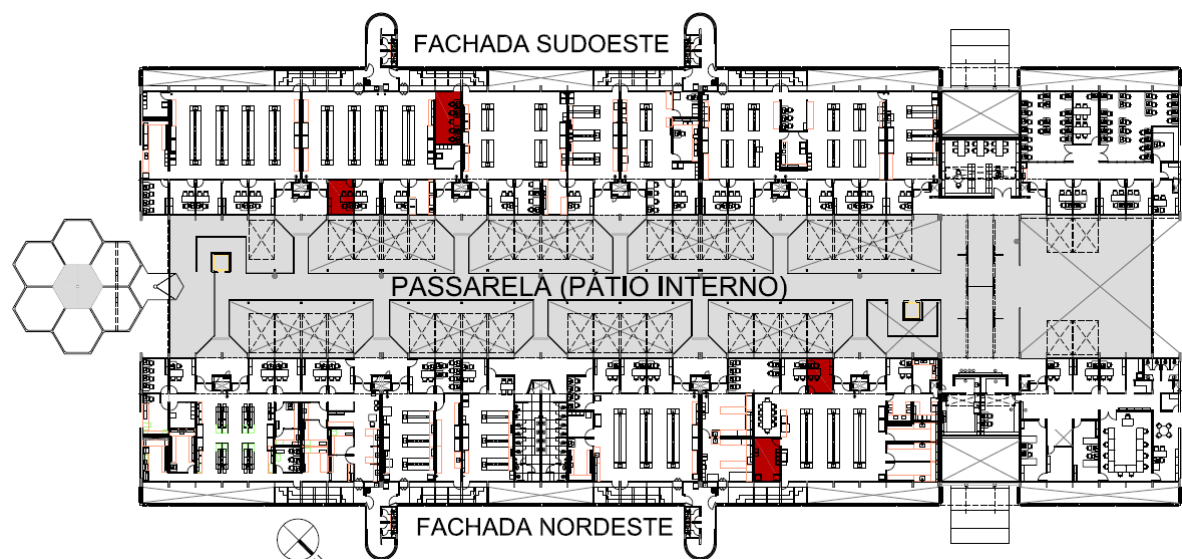 FACHADA SUDOESTE
PASSARELA (PÁTIO INTERNO)
FACHADA NORDESTE